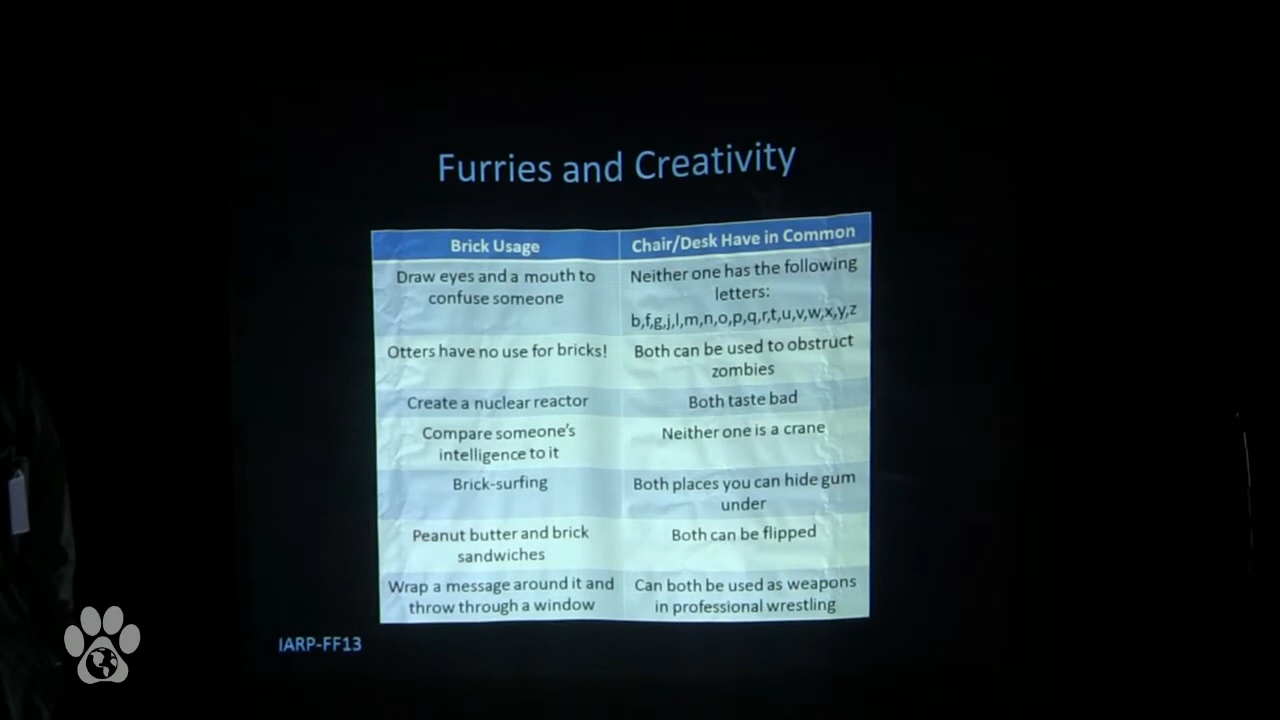 Furries and Creativity
Brick Usage
Chair/Desk Have in Common
Draw eyes and a mouth to
confuse someone
Neither one has the following
letters:
b,f,g,j,l,m,n,o,p,q,r,t,u,v,w,x,y,z
Otters have no use for bricks!
Both can be used to obstruct
zombies
Create a nuclear reactor
Both taste bad
Compare someone's
intelligence to it
Neither one is a crane
Brick-surfing
Both places you can hide gum
under
Peanut butter and brick
sandwiches
Both can be flipped
Wrap a message around it and
throw through a window
Can both be used as weapons
in professional wrestling
IARP-FF13